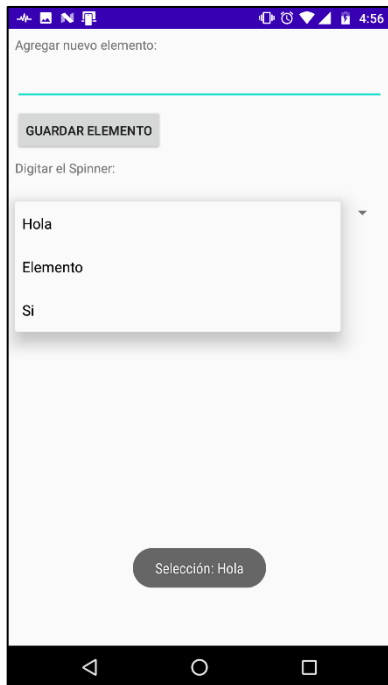 4:56
Agregar nuevo elemento:
GUARDAR ELEMENTO
Digitar el Spinner:
Hola
Elemento
Si
Selección: Hola